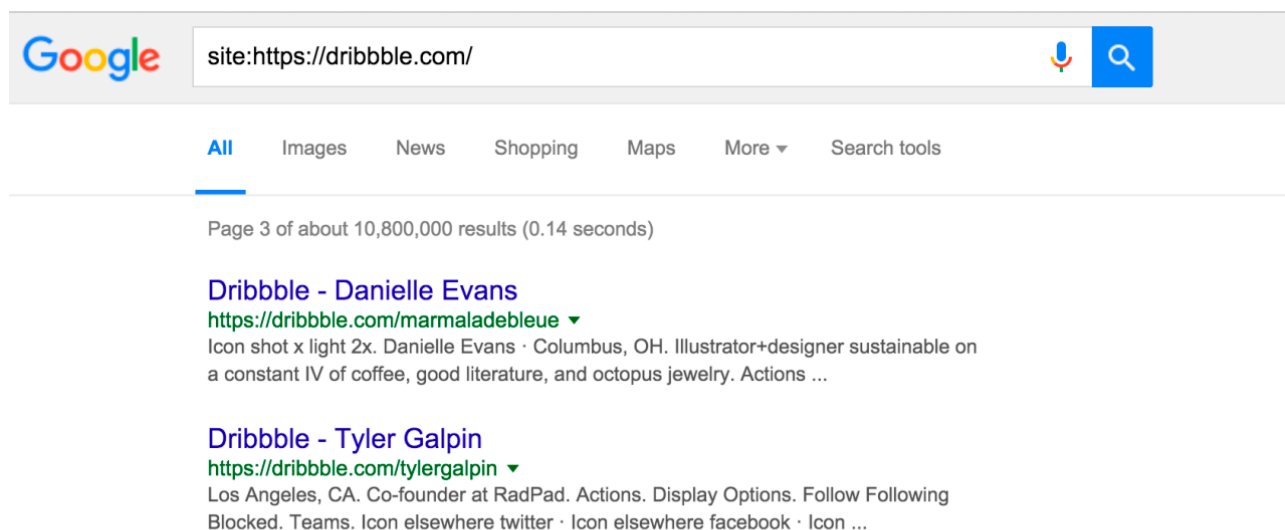 Google site:https://dribbble.com/
All Images News Shopping Maps More Search tools
Page 3 of about 10,800,000 results (0.14 seconds)
Dribbble - Danielle Evans
https://dribbble.com/marmaladebleue
Icon shot x light 2x. Danielle Evans · Columbus, OH. Illustrator+designer sustainable on
a constant IV of coffee, good literature, and octopus jewelry. Actions ...
Dribbble - Tyler Galpin
https://dribbble.com/tylergalpin
Los Angeles, CA. Co-founder at RadPad. Actions. Display Options. Follow Following
Blocked. Teams. Icon elsewhere twitter · Icon elsewhere facebook · Icon ...